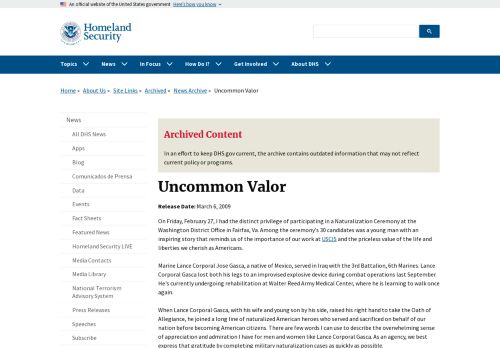 An official website of the United States government Here's how you know
Homeland
Security
Topics News In Focus How Do I? Get Involved About DHS
Home » About Us » Site Links » Archived » News Archive » Uncommon Valor
News
All DHS News
Apps
Blog
Comunicados de Prensa
Data
Events
Fact Sheets
Featured News
Homeland Security LIVE
Media Contacts
Media Library
National Terrorism
Advisory System
Press Releases
Speeches
Subscribe
Archived Content
In an effort to keep DHS.gov current, the archive contains outdated information that may not reflect
current policy or programs.
Uncommon Valor
Release Date: March 6, 2009
On Friday, February 27, I had the distinct privilege of participating in a Naturalization Ceremony at the
Washington District Office in Fairfax, Va. Among the ceremony's 30 candidates was a young man with an
inspiring story that reminds us of the importance of our work at USCIS and the priceless value of the life and
liberties we cherish as Americans.
Marine Lance Corporal Jose Gasca, a native of Mexico, served in Iraq with the 3rd Battalion, 6th Marines. Lance
Corporal Gasca lost both his legs to an improvised explosive device during combat operations last September.
He's currently undergoing rehabilitation at Walter Reed Army Medical Center, where he is learning to walk once
again.
When Lance Corporal Gasca, with his wife and young son by his side, raised his right hand to take the Oath of
Allegiance, he joined a long line of naturalized American heroes who served and sacrificed on behalf of our
nation before becoming American citizens. There are few words I can use to describe the overwhelming sense
of appreciation and admiration I have for men and women like Lance Corporal Gasca. As an agency, we best
express that gratitude by completing military naturalization cases as quickly as possible.